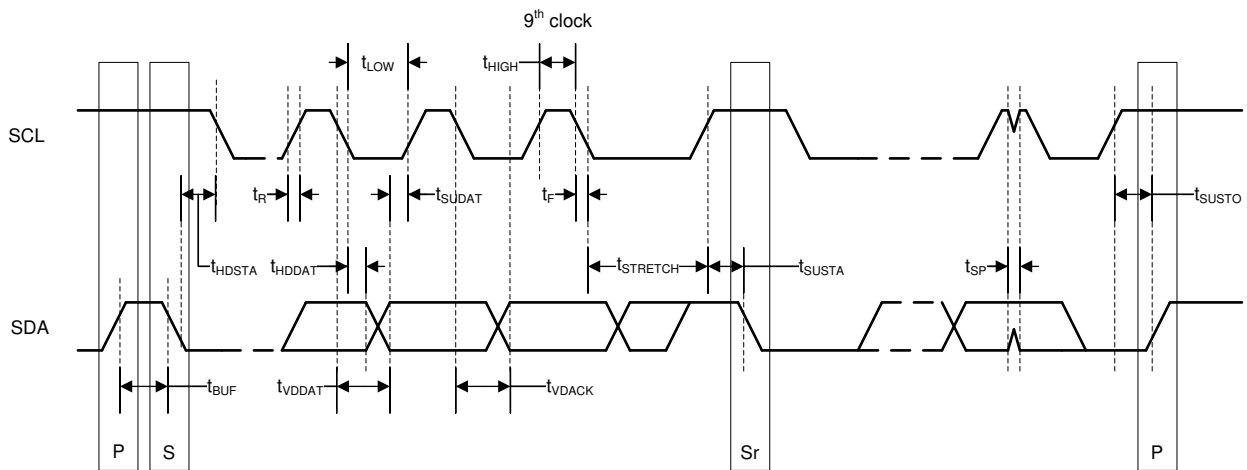 9th clock
tLOW
tHIGH
SCL
tR
tSUDAT
tF
tSUSTO
tHDSTA
tHDDAT
tSTRETCH
tSUSTA
tSP
SDA
tBUF
tVDDAT
tVDACK
P
S
Sr
P